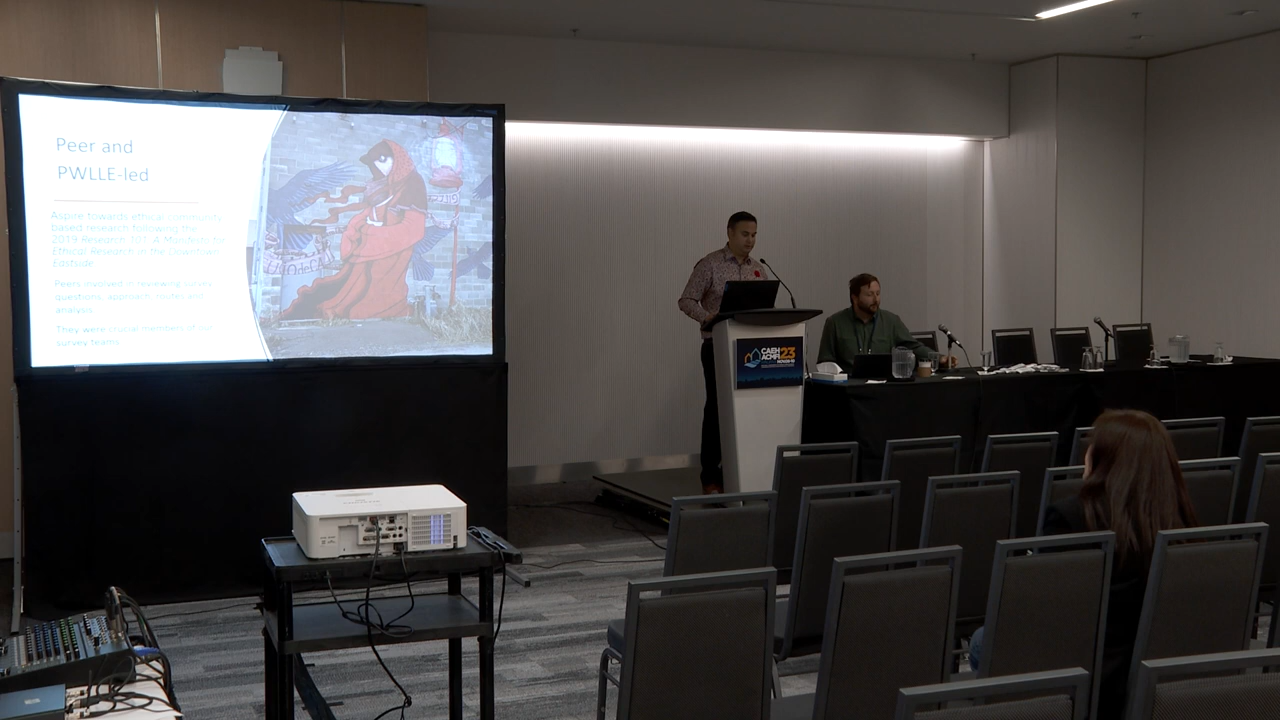 Peer and
PWLLE-led
Aspire towards ethical community
based research following the
2019 Research 101: A Manifesto for
Ethical Research in the Downtown
Eastside.
Peers involved in reviewing survey
questions, approach, routes and
analysis.
They were crucial members of our
survey teams.
CAEH 23
ACMFI